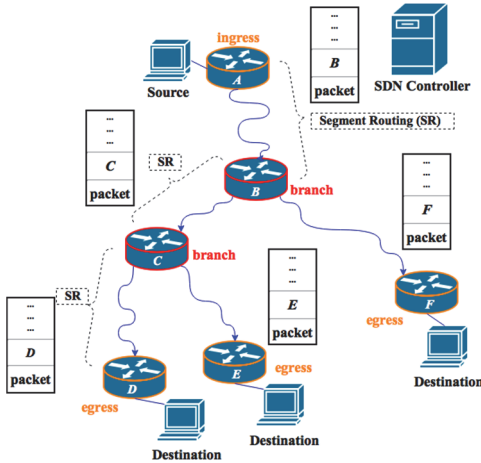 ingress
...
...
...
B
packet
SDN Controller
A
Source
Segment Routing (SR)
...
...
...
C
packet
SR
B
branch
...
...
...
F
packet
C
branch
...
...
...
E
packet
F
egress
Destination
SR
...
...
...
D
packet
D
egress
E
egress
Destination
Destination